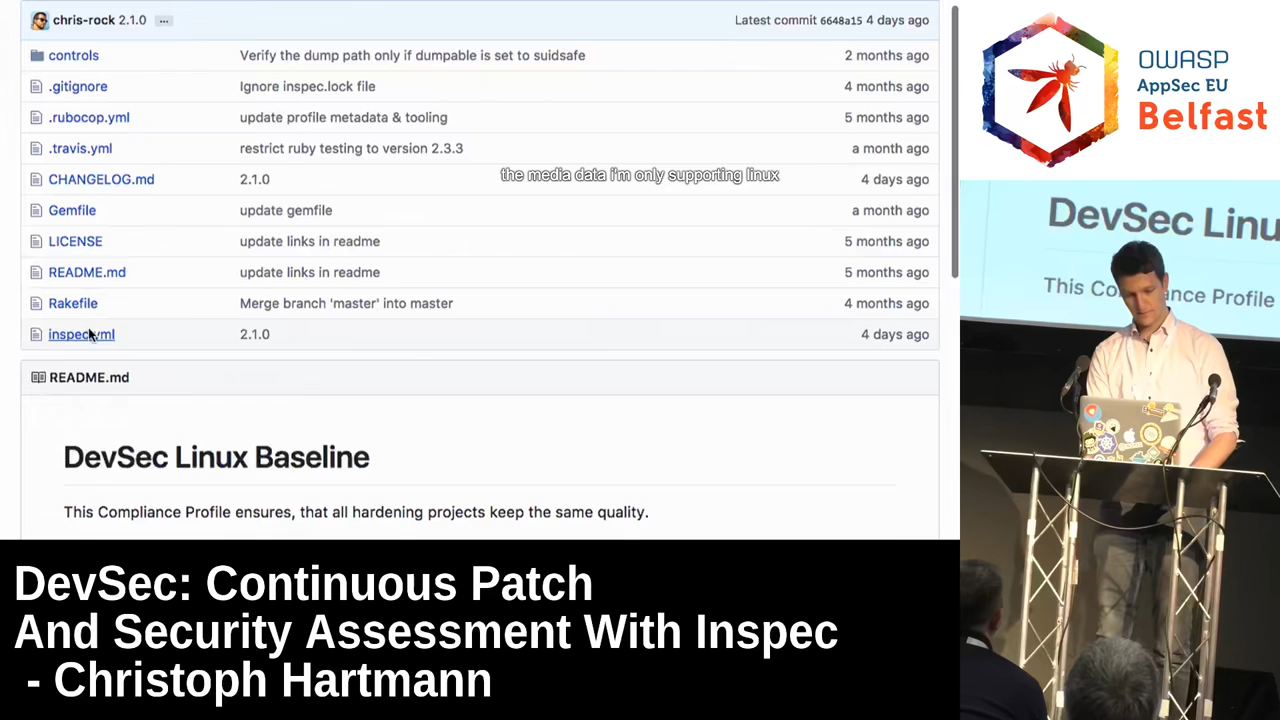 chris-rock 2.1.0 ...
Latest commit 6648a15 4 days ago
controls Verify the dump path only if dumpable is set to suidsafe 2 months ago
.gitignore Ignore inspec.lock file 4 months ago
.rubocop.yml update profile metadata & tooling 5 months ago
.travis.yml restrict ruby testing to version 2.3.3 a month ago
the media data i'm only supporting linux
CHANGELOG.md 2.1.0 4 days ago
Gemfile update gemfile a month ago
LICENSE update links in readme 5 months ago
README.md update links in readme 5 months ago
Rakefile Merge branch 'master' into master 4 months ago
inspec.yml 2.1.0 4 days ago
README.md
DevSec Linux Baseline
This Compliance Profile ensures, that all hardening projects keep the same quality.
OWASP
AppSec EU
Belfast
DevSec Linu
This Co ance Profile
DevSec: Continuous Patch
And Security Assessment With Inspec
- Christoph Hartmann